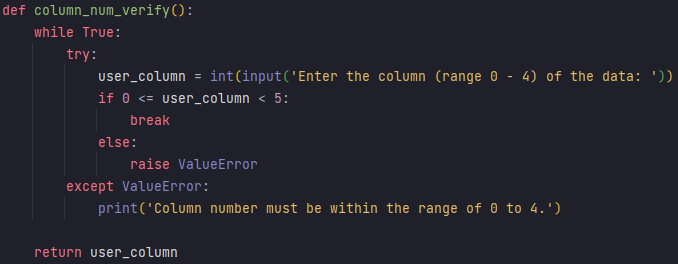 def column_num_verify():
    while True:
        try:
            user_column = int(input('Enter the column (range 0 - 4) of the data: '))
            if 0 <= user_column < 5:
                break
            else:
                raise ValueError
        except ValueError:
            print('Column number must be within the range of 0 to 4.')

    return user_column